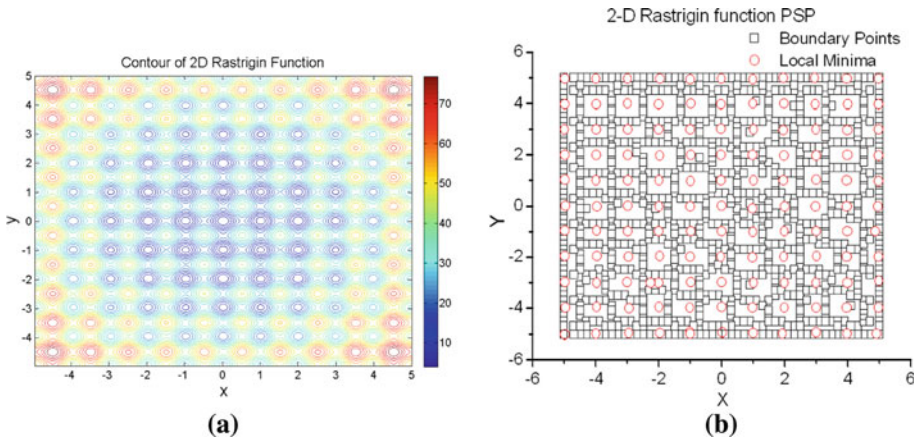 Contour of 2D Rastrigin Function
5
4
3
2
1
0
-1
-2
-3
-4
y
-4 -3 -2 -1 0 1 2 3 4 5
X
70
60
50
40
30
20
10
(a)
2-D Rastrigin function PSP
Boundary Points
Local Minima
6
4
2
0
-2
-4
-6
Y
-6 -4 -2 0 2 4 6
X
(b)